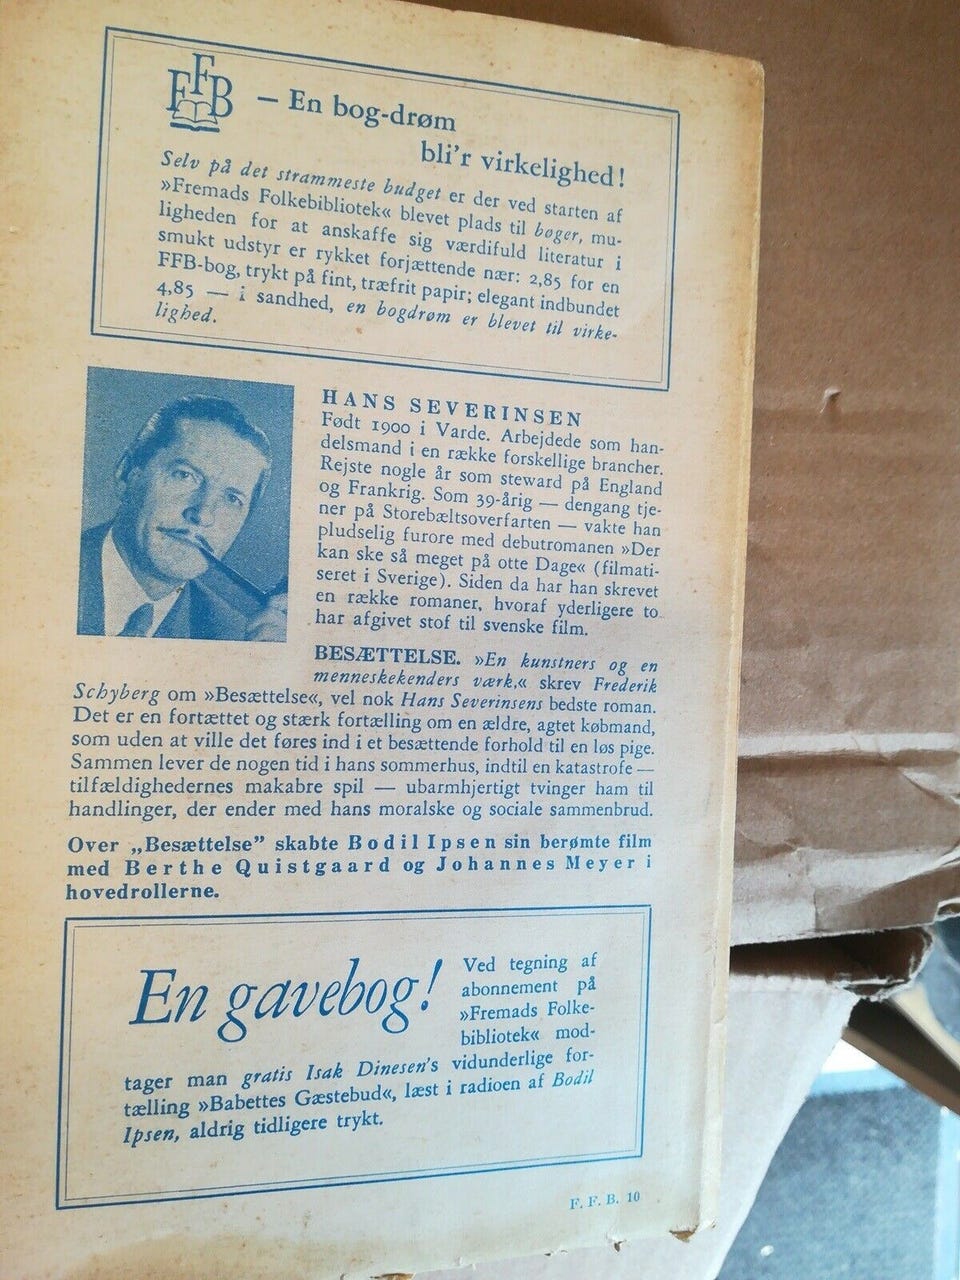 FFB
— En bog-drøm
bli'r virkelighed!
Selv på det strammeste budget er der ved starten af
»Fremads Folkebibliotek« blevet plads til bøger, mu-
ligheden for at anskaffe sig værdifuld literatur i
smukt udstyr er rykket forjættende nær: 2,85 for en
FFB-bog, trykt på fint, træfrit papir; elegant indbundet
4,85 — i sandhed, en bogdrøm er blevet til virke-
lighed.
HANS SEVERINSEN
Født 1900 i Varde. Arbejdede som han-
delsmand i en række forskellige brancher.
Rejste nogle år som steward på England
og Frankrig. Som 39-årig — dengang tje-
ner på Storebæltsoverfarten — vakte han
pludselig furore med debutromanen »Der
kan ske så meget på otte Dage« (filmati-
seret i Sverige). Siden da har han skrevet
en række romaner, hvoraf yderligere to
har afgivet stof til svenske film.
BESÆTTELSE. »En kunstners og en
menneskekenders værk,« skrev Frederik
Schyberg om »Besættelse«, vel nok Hans Severinsens bedste roman.
Det er en fortættet og stærk fortælling om en ældre, agtet købmand,
som uden at ville det føres ind i et besættende forhold til en løs pige.
Sammen lever de nogen tid i hans sommerhus, indtil en katastrofe —
tilfældighedernes makabre spil — ubarmhjertigt tvinger ham til
handlinger, der ender med hans moralske og sociale sammenbrud.
Over „Besættelse” skabte Bodil Ipsen sin berømte film
med Berthe Quistgaard og Johannes Meyer i
hovedrollerne.
En gavebog!
Ved tegning af
abonnement på
»Fremads Folke-
bibliotek« mod-
tager man gratis Isak Dinesen's vidunderlige for-
tælling »Babettes Gæstebud«, læst i radioen af Bodil
Ipsen, aldrig tidligere trykt.
F. F. B. 10